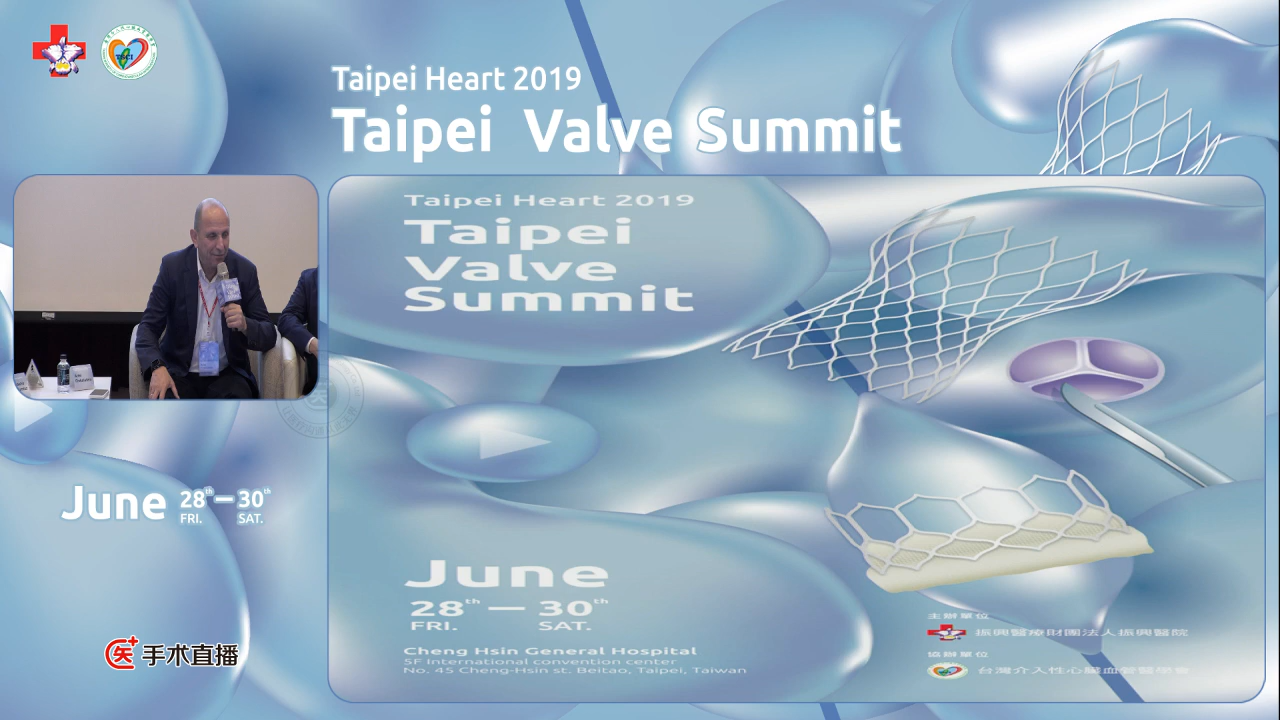 Taipei Heart 2019
Taipei Valve Summit
Taipei Heart 2019
Taipei
Valve
Summit
June 28th—30th
FRI. SAT.
June
28th — 30th
FRI. SAT.
Cheng Hsin General Hospital
5F International convention center
No. 45 Cheng-Hsin st. Beitao, Taipei, Taiwan
主辦單位
振興醫療財團法人振興醫院
協辦單位
台灣介入性心臟血管醫學會
医 手术直播